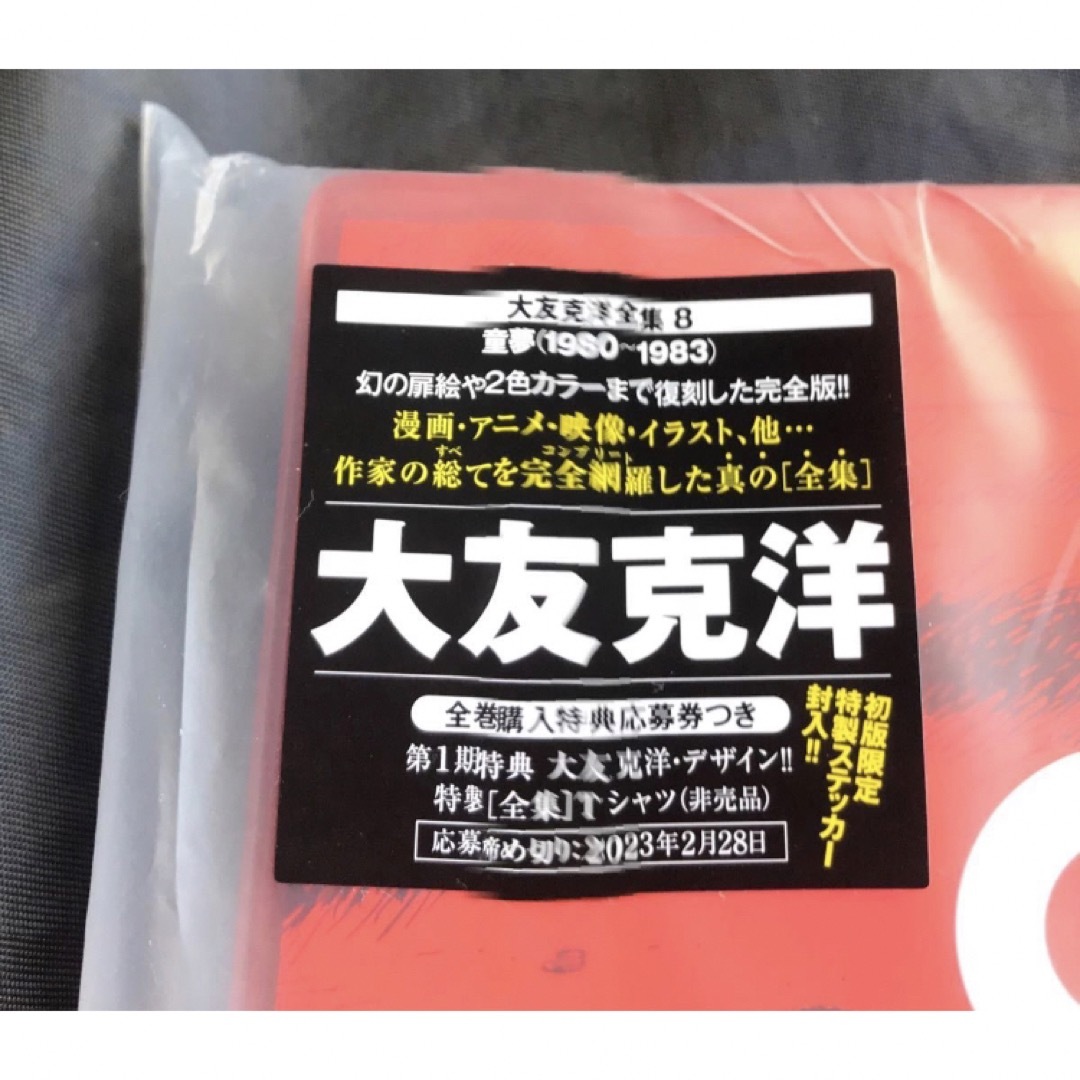 大友克洋全集 8
童夢(1980~1983)
幻の扉絵や2色カラーまで復刻した完全版!!
漫画・アニメ・映像・イラスト、他…
作家の総てを完全網羅した真の[全集]
すべ
コンプリート
大友克洋
全巻購入特典応募券つき
第1期特典 大友克洋・デザイン!!
特製[全集]Tシャツ(非売品)
応募締め切り:2023年2月28日
初版限定
特製ステッカー
封入!!